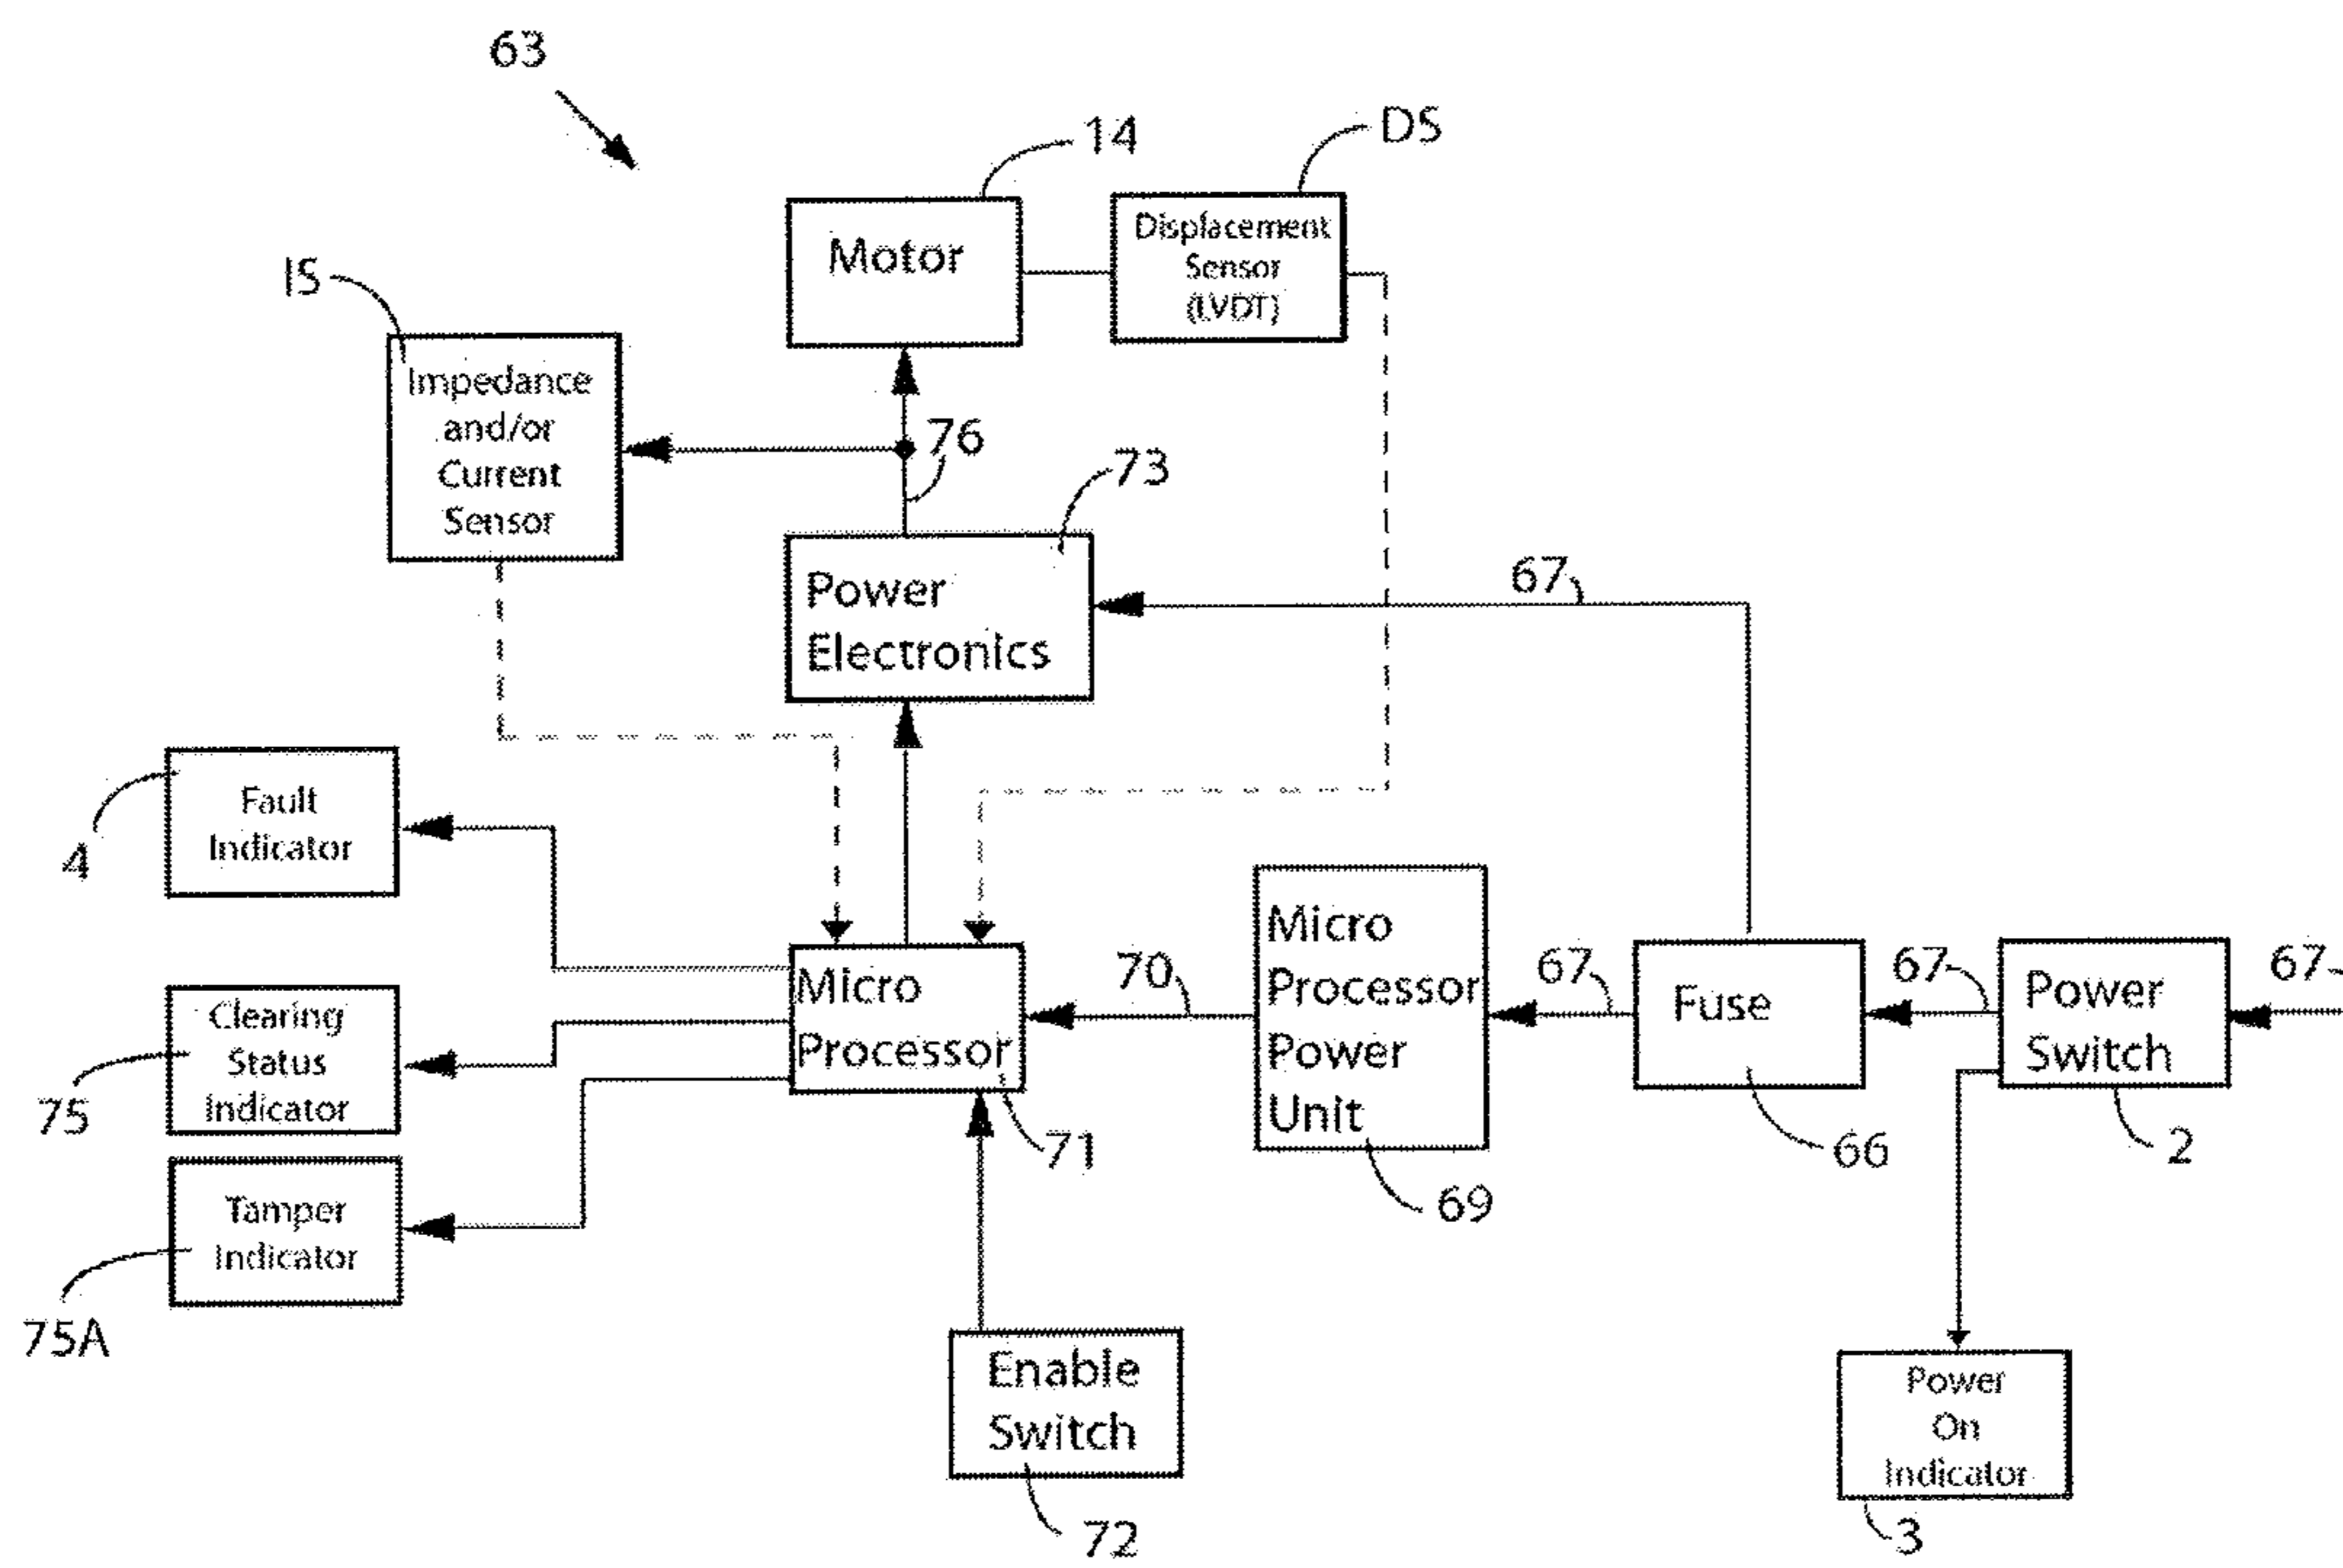 63
14
DS
Motor
Displacement
Sensor
(LVDT)
IS
Impedance
and/or
Current
Sensor
76
73
Power
Electronics
67
4
Fault
Indicator
Clearing
Status
Indicator
75
Tamper
Indicator
75A
Micro
Processor
71
70
Micro
Processor
Power
Unit
69
67
Fuse
66
67
Power
Switch
2
67
Enable
Switch
72
Power
On
Indicator
3